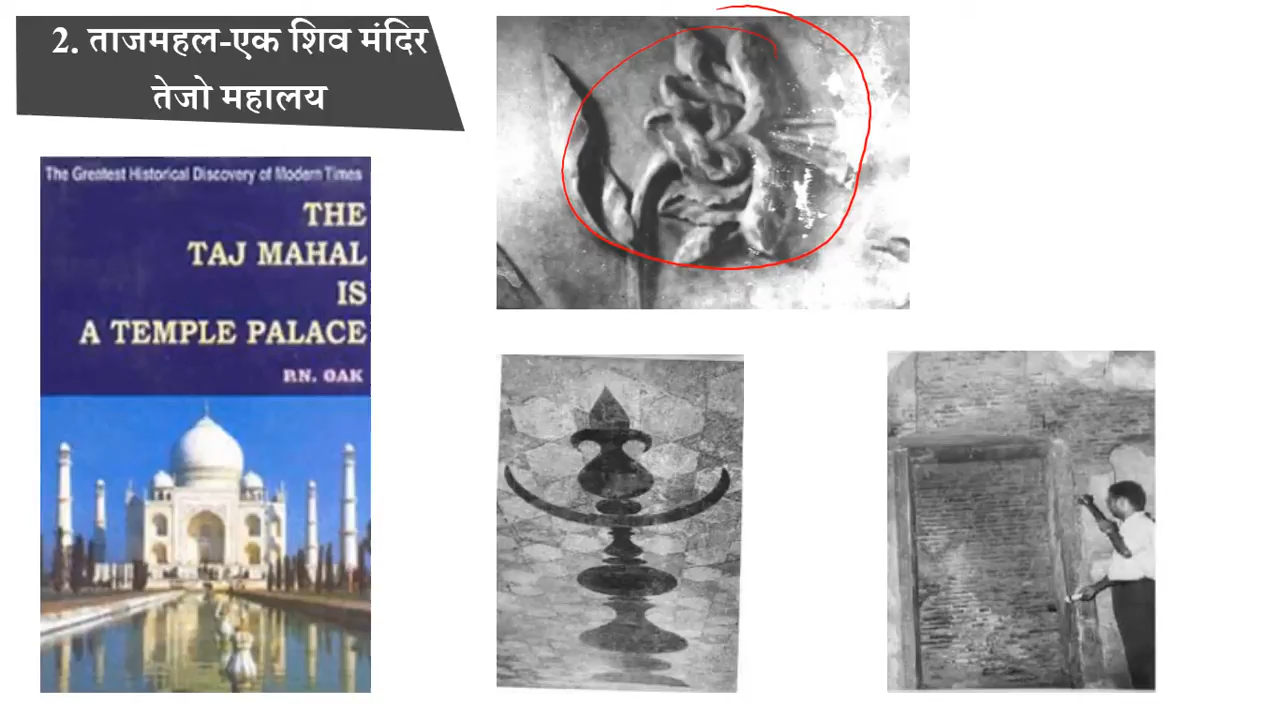 2. ताजमहल-एक शिव मंदिर
तेजो महालय
The Greatest Historical Discovery of Modern Times
THE
TAJ MAHAL
IS
A TEMPLE PALACE
P.N. OAK